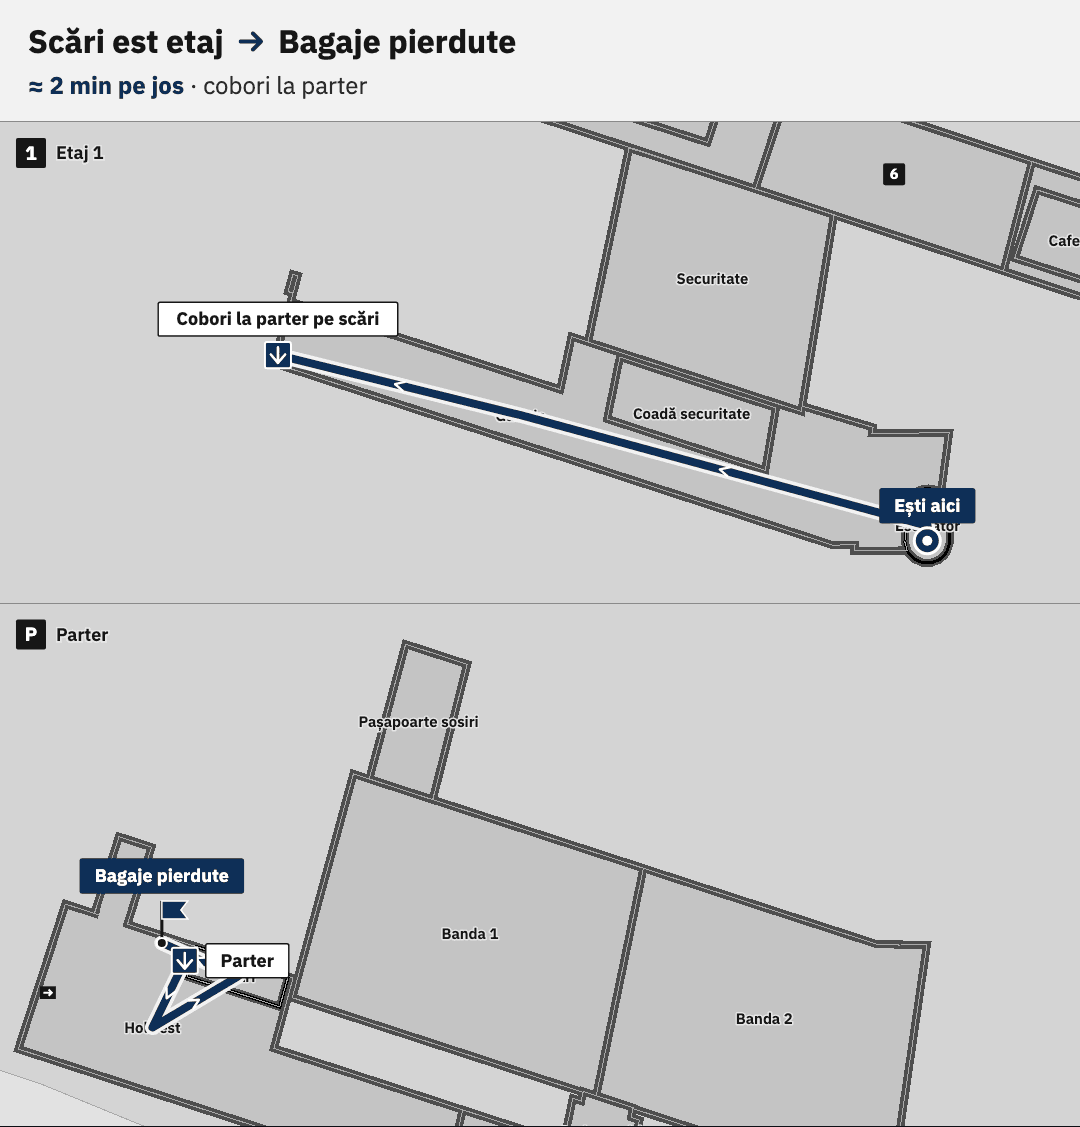 Scări est etaj → Bagaje pierdute
≈ 2 min pe jos · cobori la parter
1 Etaj 1
6
Cafe
Securitate
Cobori la parter pe scări
Coadă securitate
Ești aici
P Parter
Pașapoarte sosiri
Bagaje pierdute
Banda 1
Parter
Banda 2